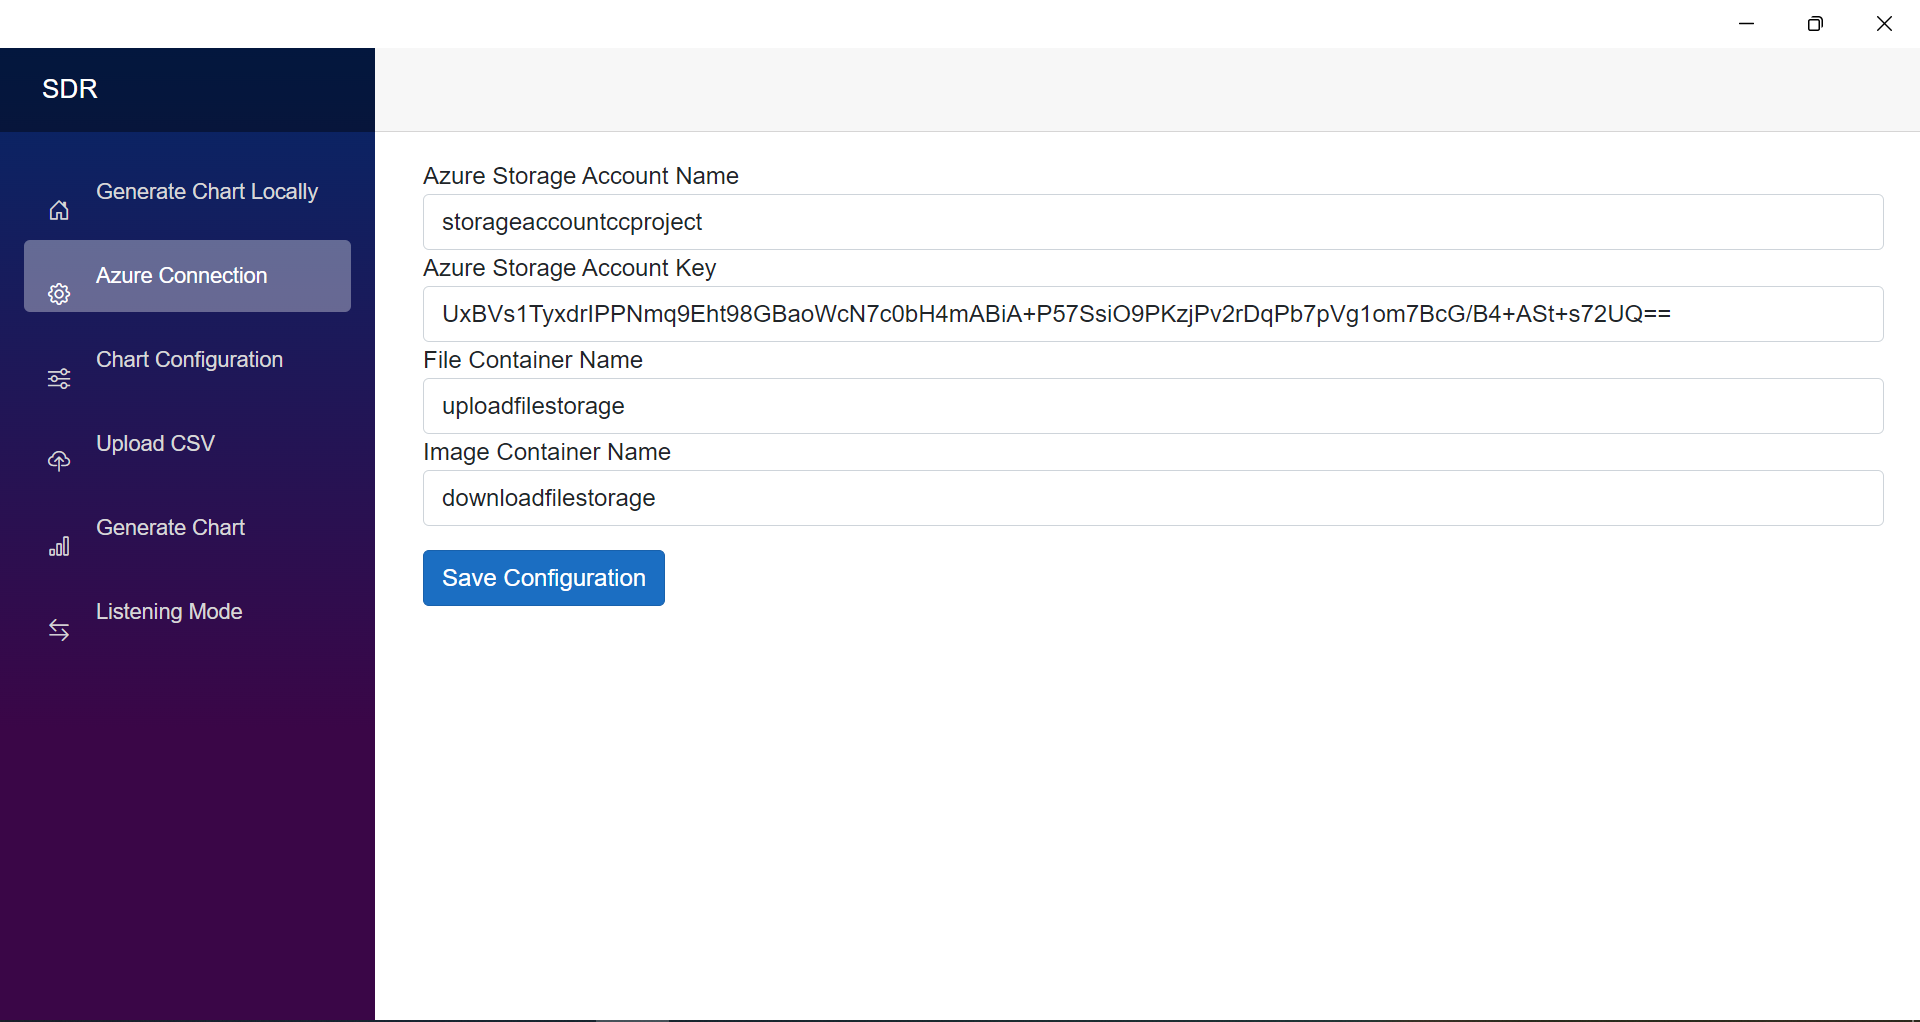 SDR
Generate Chart Locally
Azure Connection
Chart Configuration
Upload CSV
Generate Chart
Listening Mode
Azure Storage Account Name
storageaccountccproject
Azure Storage Account Key
UxBVs1TyxdrIPPNmq9Eht98GBaoWcN7c0bH4mABiA+P57SsiO9PKzjPv2rDqPb7pVg1om7BcG/B4+ASt+s72UQ==
File Container Name
uploadfilestorage
Image Container Name
downloadfilestorage
Save Configuration